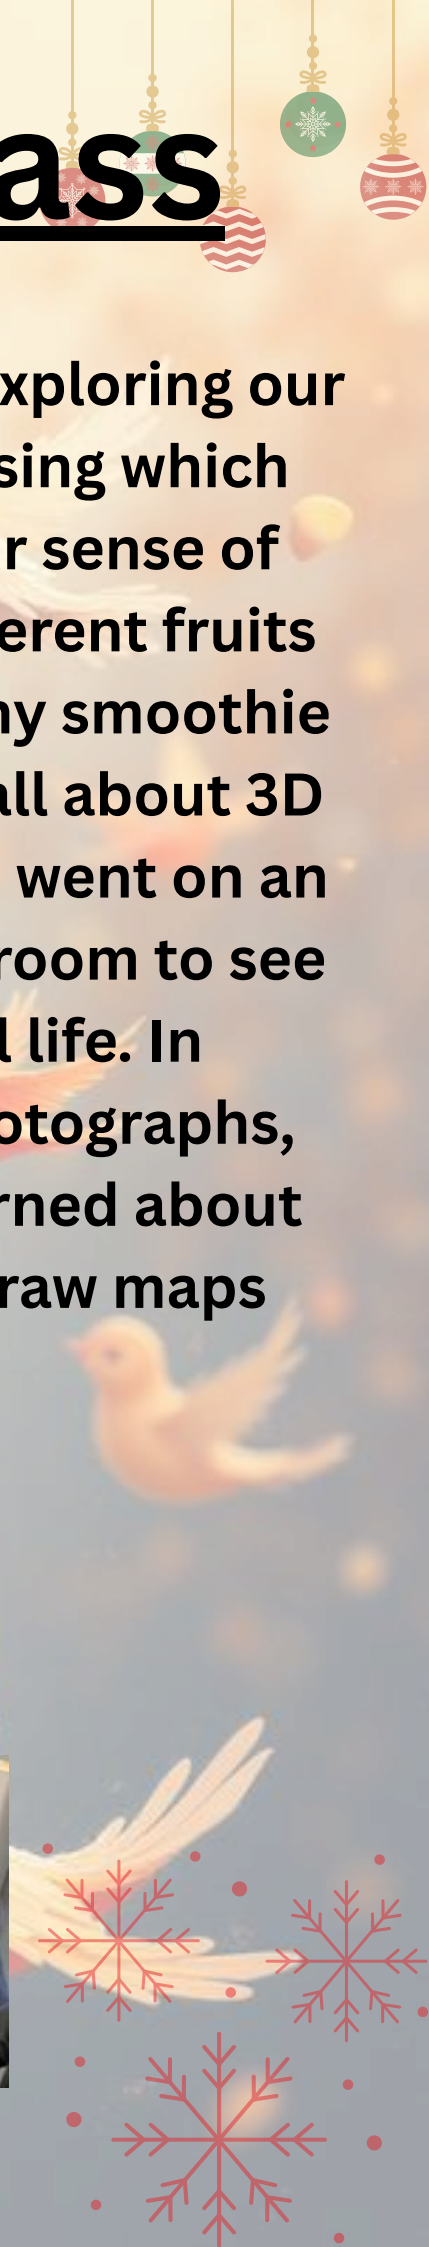 ass
xploring our
sing which
r sense of
erent fruits
ny smoothie
all about 3D
went on an
room to see
l life. In
otographs,
rned about
raw maps